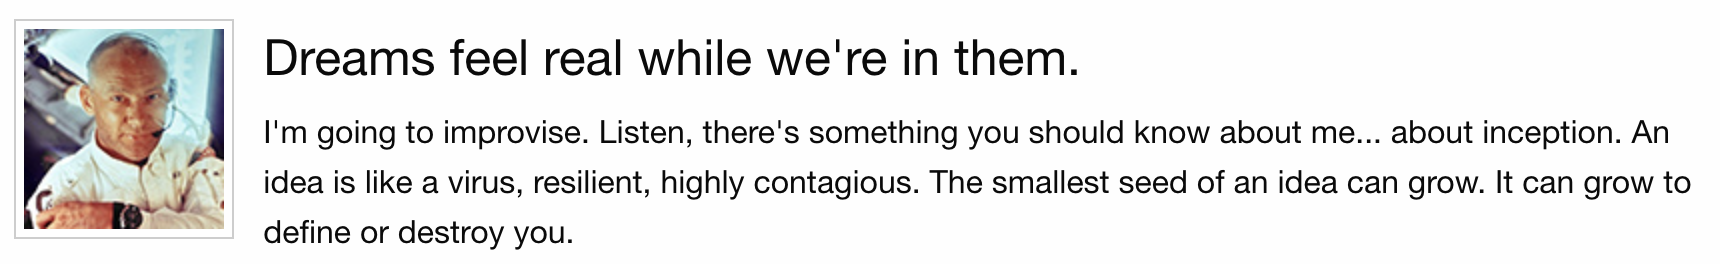 Dreams feel real while we're in them.
I'm going to improvise. Listen, there's something you should know about me... about inception. An
idea is like a virus, resilient, highly contagious. The smallest seed of an idea can grow. It can grow to
define or destroy you.